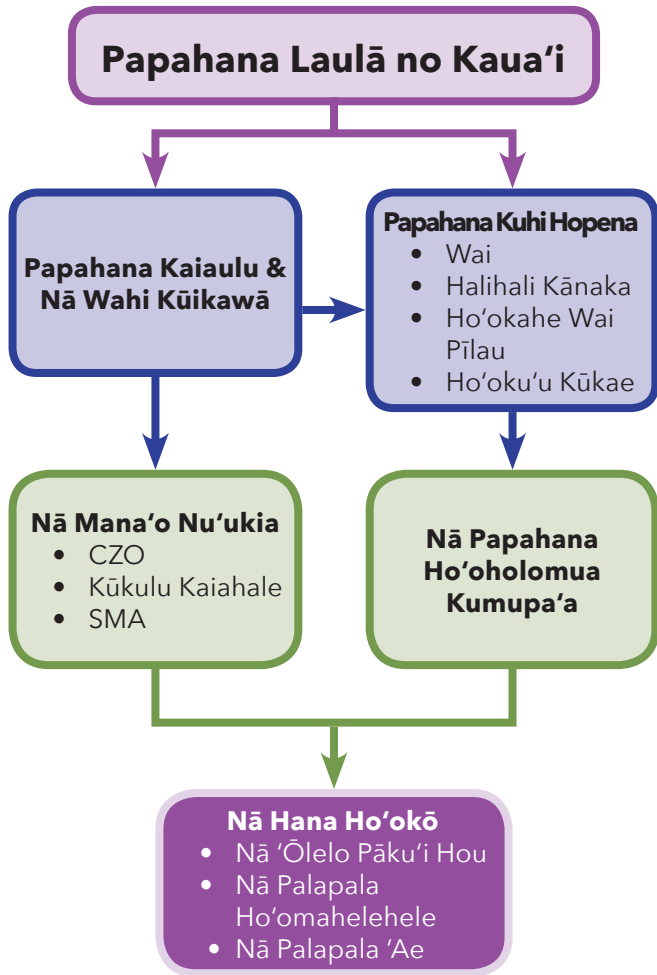 Papahana Laulā no Kauaʻi
Papahana Kaiaulu &
Nā Wahi Kūikawā
Papahana Kuhi Hopena
• Wai
• Halihali Kānaka
• Hoʻokahe Wai
Pīlau
• Hoʻokuʻu Kūkae
Nā Manaʻo Nuʻukia
• CZO
• Kūkulu Kaiahale
• SMA
Nā Papahana
Hoʻoholomua
Kumupaʻa
Nā Hana Hoʻokō
• Nā ʻŌlelo Pākuʻi Hou
• Nā Palapala
Hoʻomahelehele
• Nā Palapala ʻAe